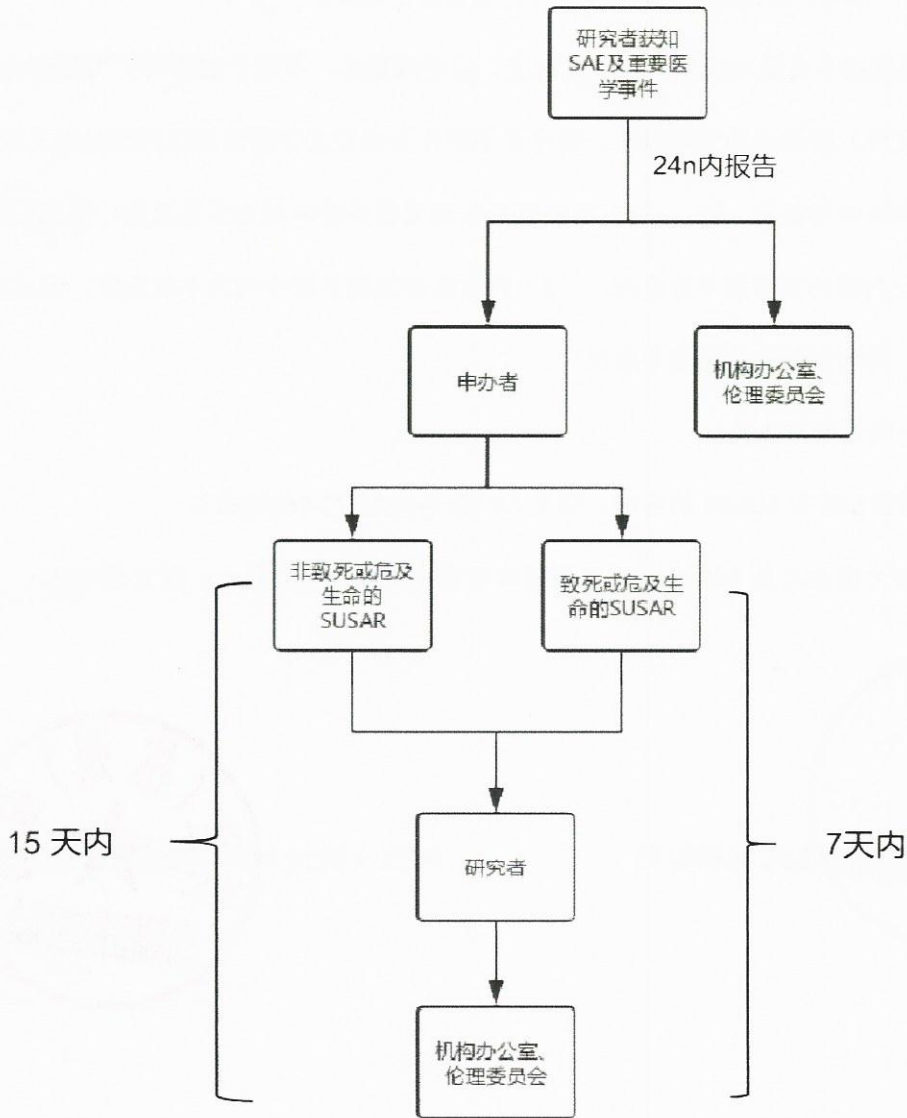 研究者获知
SAE及重要医
学事件
24n内报告
申办者
机构办公室、
伦理委员会
非致死或危及
生命的
SUSAR
致死或危及生
命的SUSAR
15 天内
7天内
研究者
机构办公室、
伦理委员会